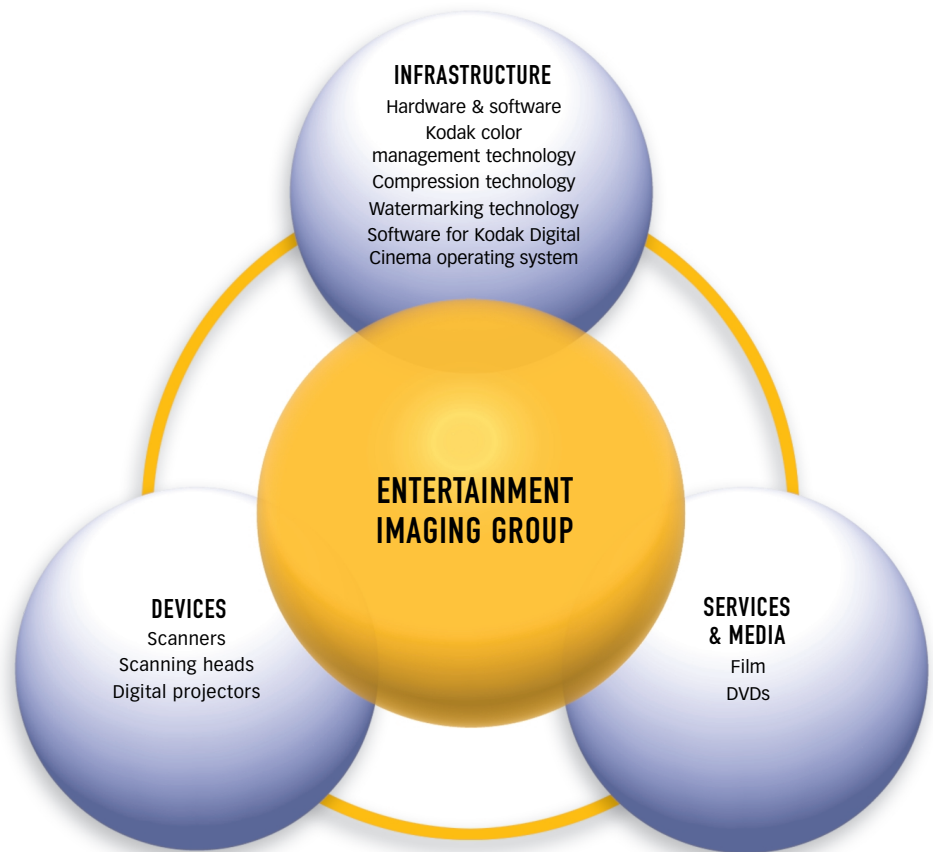 INFRASTRUCTURE
Hardware & software
Kodak color
management technology
Compression technology
Watermarking technology
Software for Kodak Digital
Cinema operating system
ENTERTAINMENT
IMAGING GROUP
DEVICES
Scanners
Scanning heads
Digital projectors
SERVICES
& MEDIA
Film
DVDs